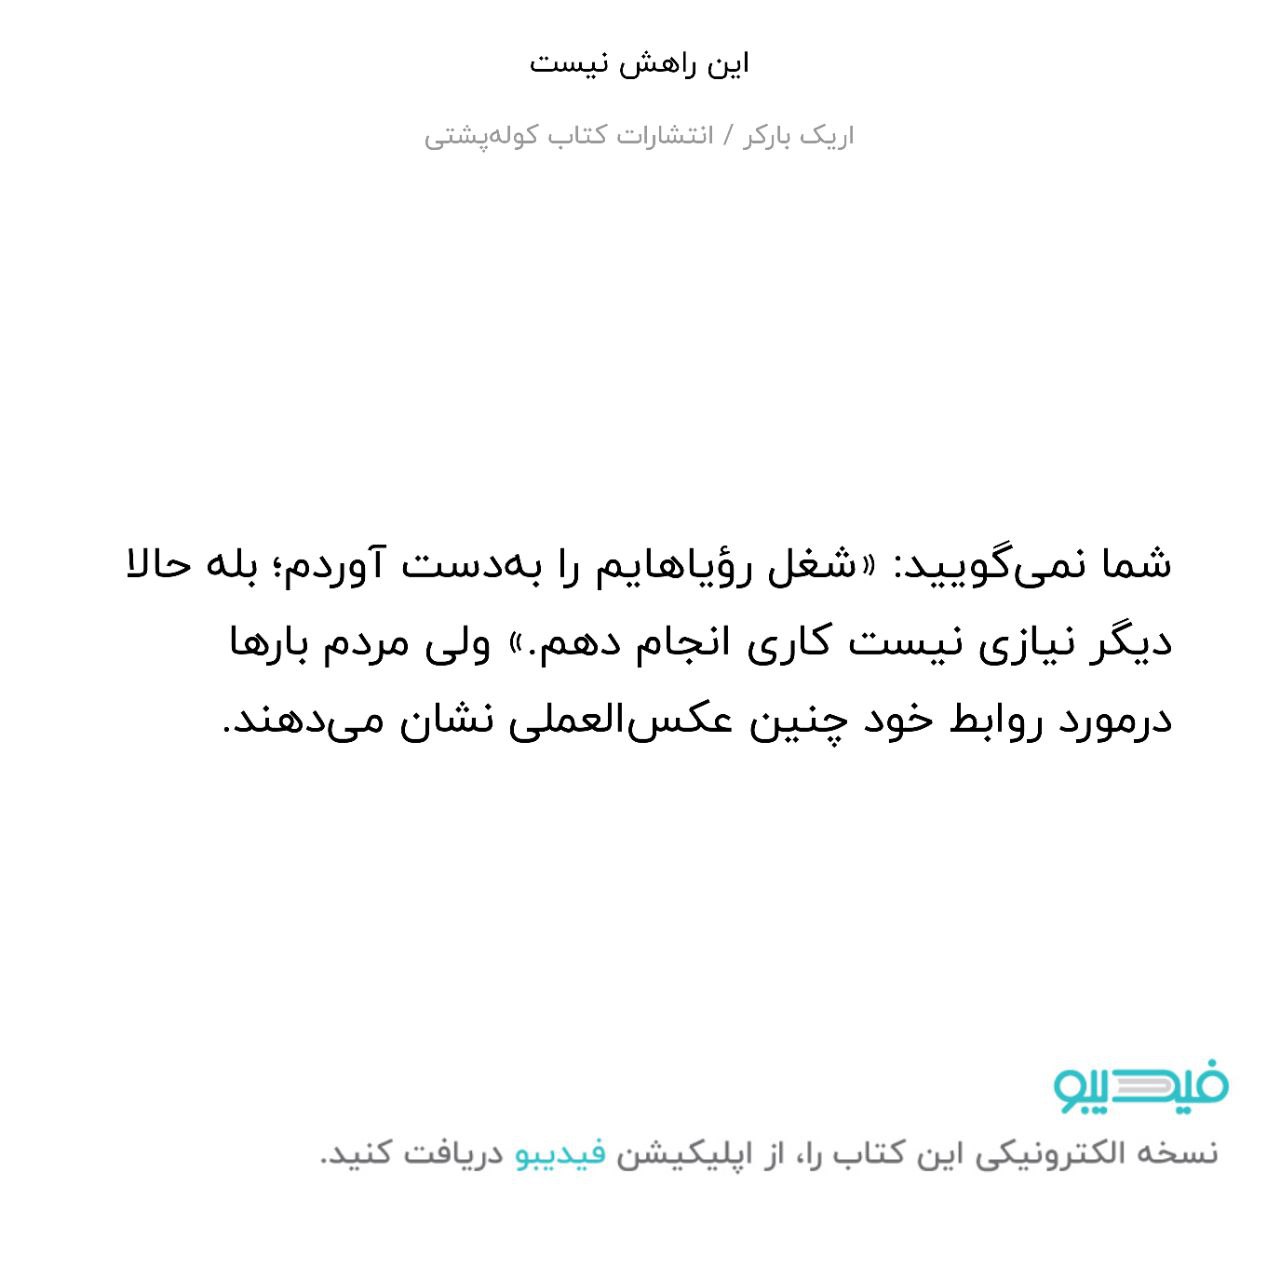 این راهش نیست
اریک بارکر / انتشارات کتاب کوله‌پشتی
شما نمی‌گویید: «شغل رؤیاهایم را به‌دست آوردم؛ بله حالا
دیگر نیازی نیست کاری انجام دهم.» ولی مردم بارها
درمورد روابط خود چنین عکس‌العملی نشان می‌دهند.
فیدیبو
نسخه الکترونیکی این کتاب را، از اپلیکیشن فیدیبو دریافت کنید.